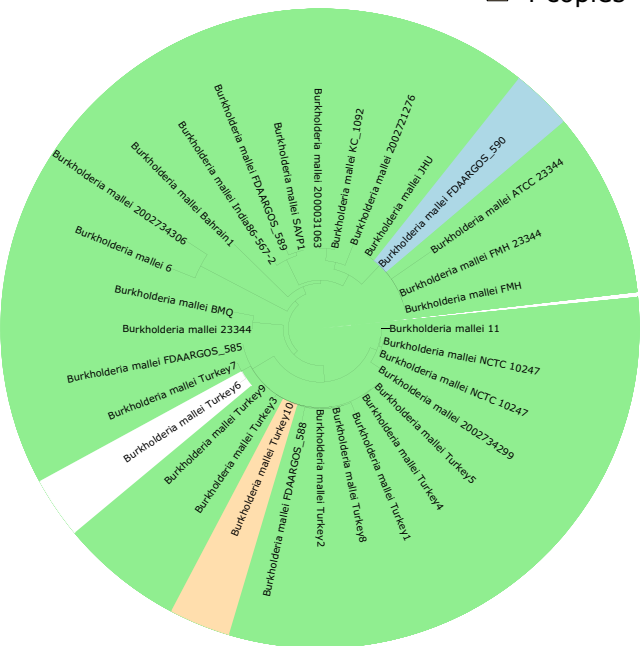 4 copies
Burkholderia mallei 2002734306
Burkholderia mallei Bahrain1
Burkholderia mallei India86-567-2
Burkholderia mallei FDAARGOS_589
Burkholderia mallei SAVP1
Burkholderia mallei 2000031063
Burkholderia mallei KC_1092
Burkholderia mallei 2002721276
Burkholderia mallei JHU
Burkholderia mallei FDAARGOS_590
Burkholderia mallei ATCC 23344
Burkholderia mallei FMH 23344
Burkholderia mallei FMH
Burkholderia mallei 11
Burkholderia mallei NCTC 10247
Burkholderia mallei NCTC 10247
Burkholderia mallei 2002734299
Burkholderia mallei Turkey5
Burkholderia mallei Turkey4
Burkholderia mallei Turkey1
Burkholderia mallei Turkey8
Burkholderia mallei Turkey2
Burkholderia mallei FDAARGOS_588
Burkholderia mallei Turkey10
Burkholderia mallei Turkey3
Burkholderia mallei Turkey9
Burkholderia mallei Turkey6
Burkholderia mallei Turkey7
Burkholderia mallei FDAARGOS_585
Burkholderia mallei 23344
Burkholderia mallei BMQ
Burkholderia mallei 6